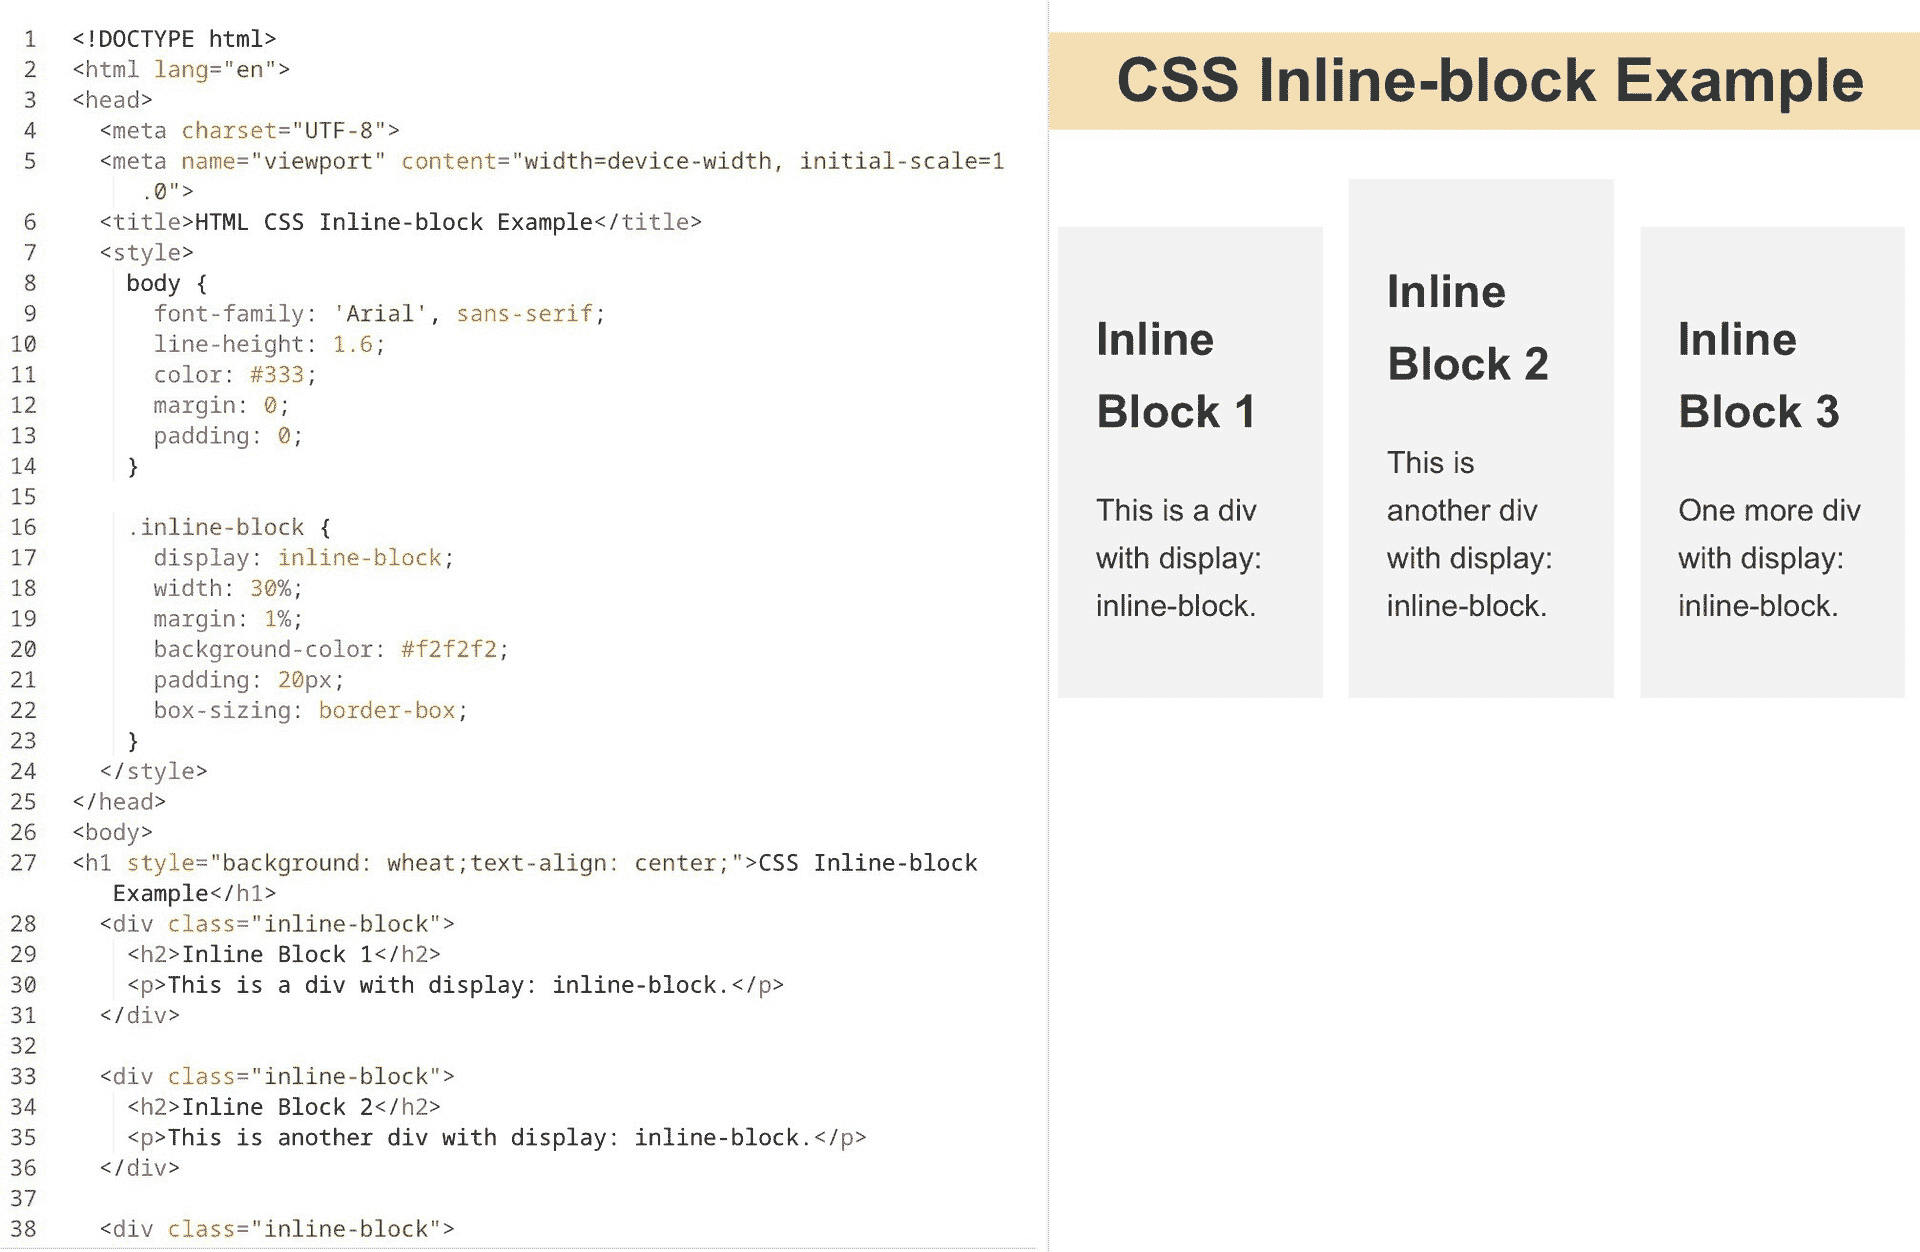 1 <!DOCTYPE html>
2 <html lang="en">
3 <head>
4 <meta charset="UTF-8">
5 <meta name="viewport" content="width=device-width, initial-scale=1
.0">
6 <title>HTML CSS Inline-block Example</title>
7 <style>
8 body {
9 font-family: 'Arial', sans-serif;
10 line-height: 1.6;
11 color: #333;
12 margin: 0;
13 padding: 0;
14 }
15
16 .inline-block {
17 display: inline-block;
18 width: 30%;
19 margin: 1%;
20 background-color: #f2f2f2;
21 padding: 20px;
22 box-sizing: border-box;
23 }
24 </style>
25 </head>
26 <body>
27 <h1 style="background: wheat;text-align: center;">CSS Inline-block
Example</h1>
28 <div class="inline-block">
29 <h2>Inline Block 1</h2>
30 <p>This is a div with display: inline-block.</p>
31 </div>
32
33 <div class="inline-block">
34 <h2>Inline Block 2</h2>
35 <p>This is another div with display: inline-block.</p>
36 </div>
37
38 <div class="inline-block">
CSS Inline-block Example
Inline
Block 1
This is a div
with display:
inline-block.
Inline
Block 2
This is
another div
with display:
inline-block.
Inline
Block 3
One more div
with display:
inline-block.